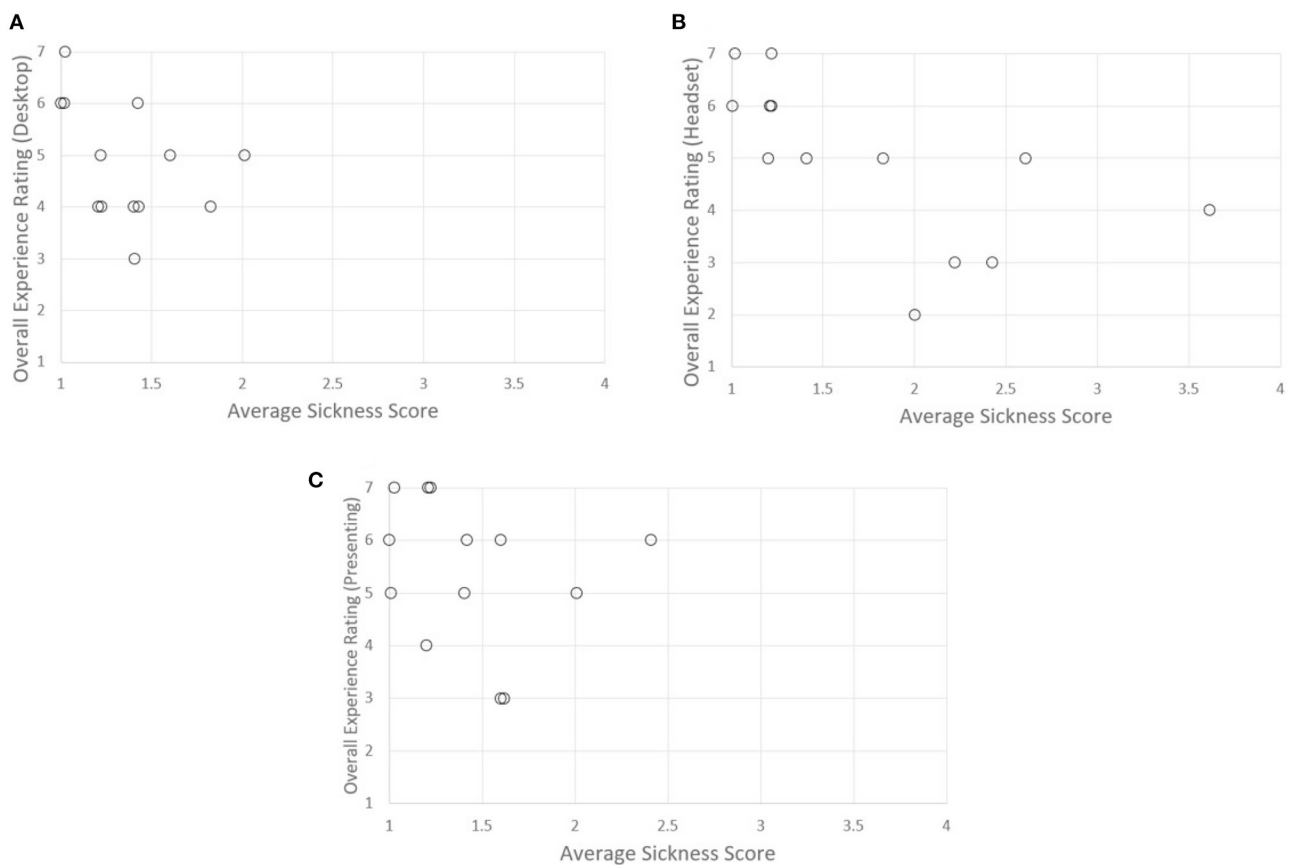 A
Overall Experience Rating (Desktop)
7
6
5
4
3
2
1
1 1.5 2 2.5 3 3.5 4
Average Sickness Score
B
Overall Experience Rating (Headset)
7
6
5
4
3
2
1
1 1.5 2 2.5 3 3.5 4
Average Sickness Score
C
Overall Experience Rating (Presenting)
7
6
5
4
3
2
1
1 1.5 2 2.5 3 3.5 4
Average Sickness Score